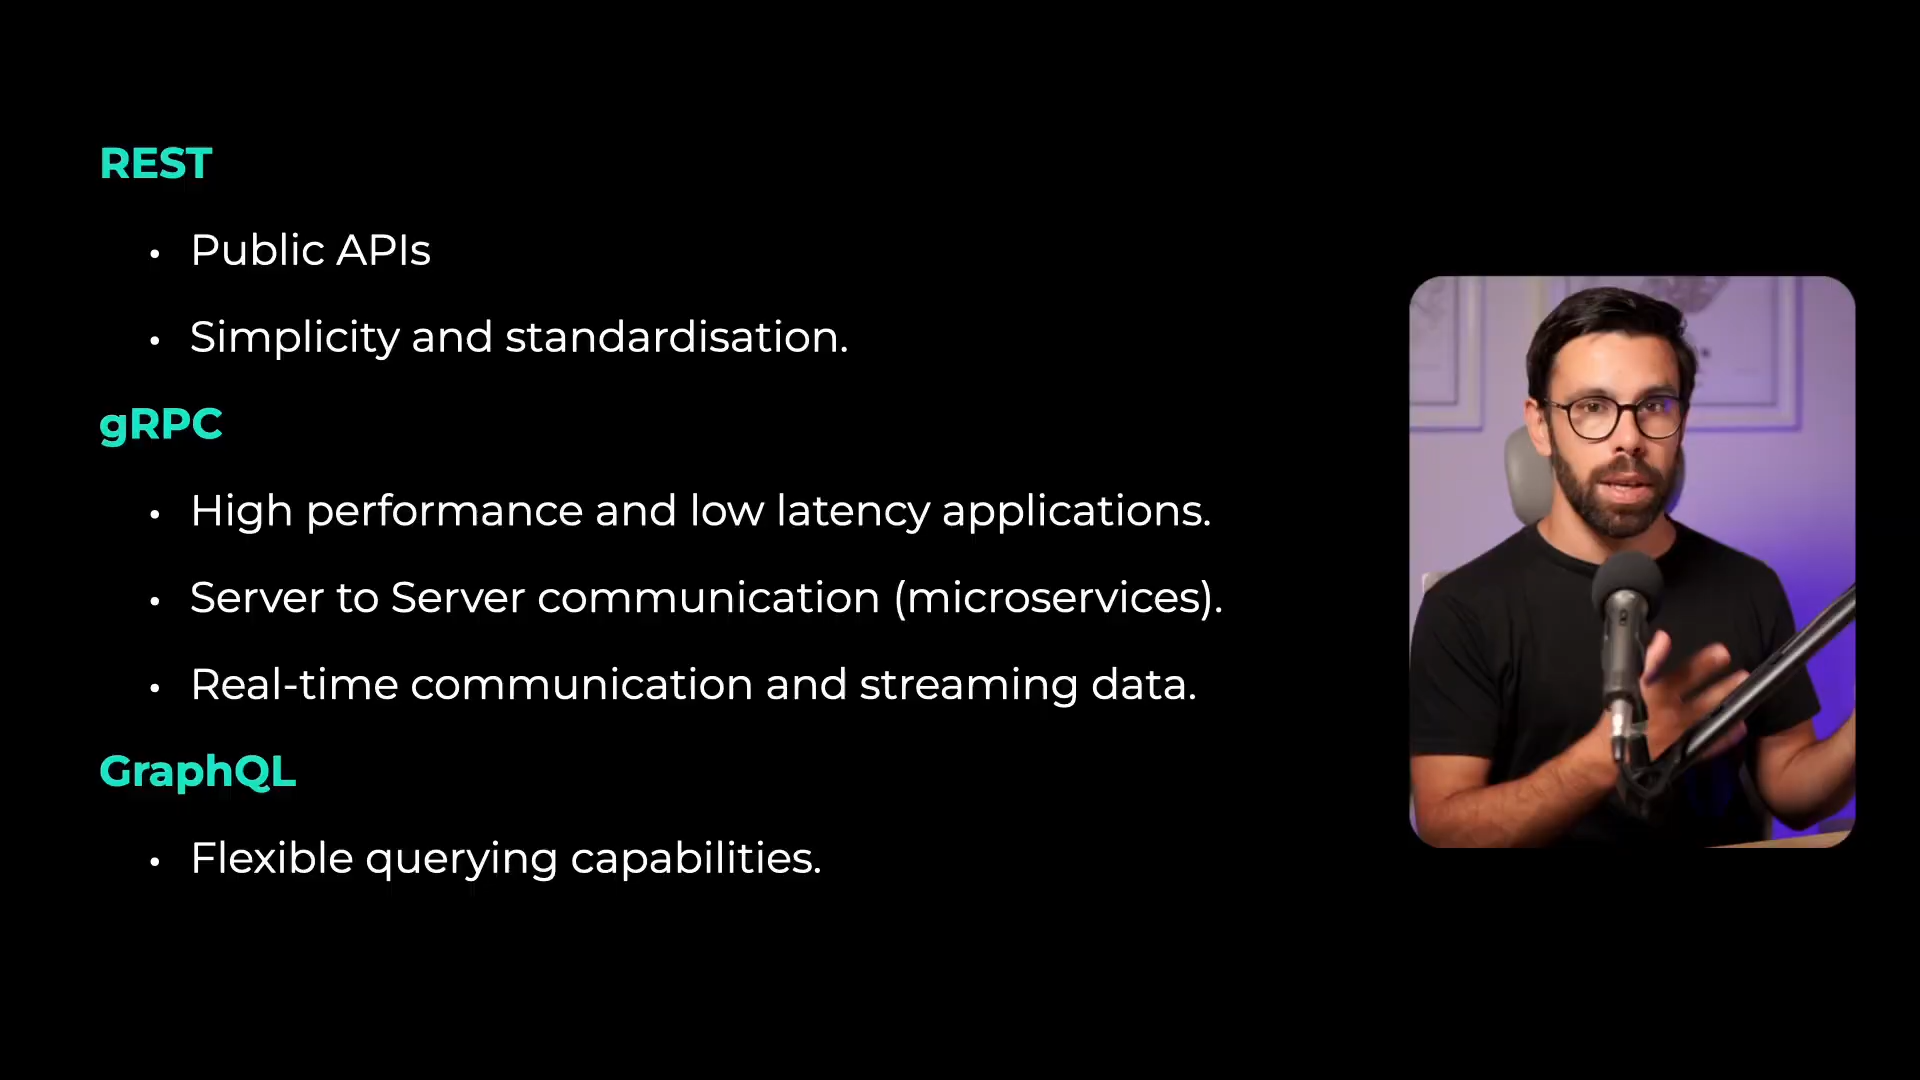 REST
• Public APIs
• Simplicity and standardisation.
gRPC
• High performance and low latency applications.
• Server to Server communication (microservices).
• Real-time communication and streaming data.
GraphQL
• Flexible querying capabilities.